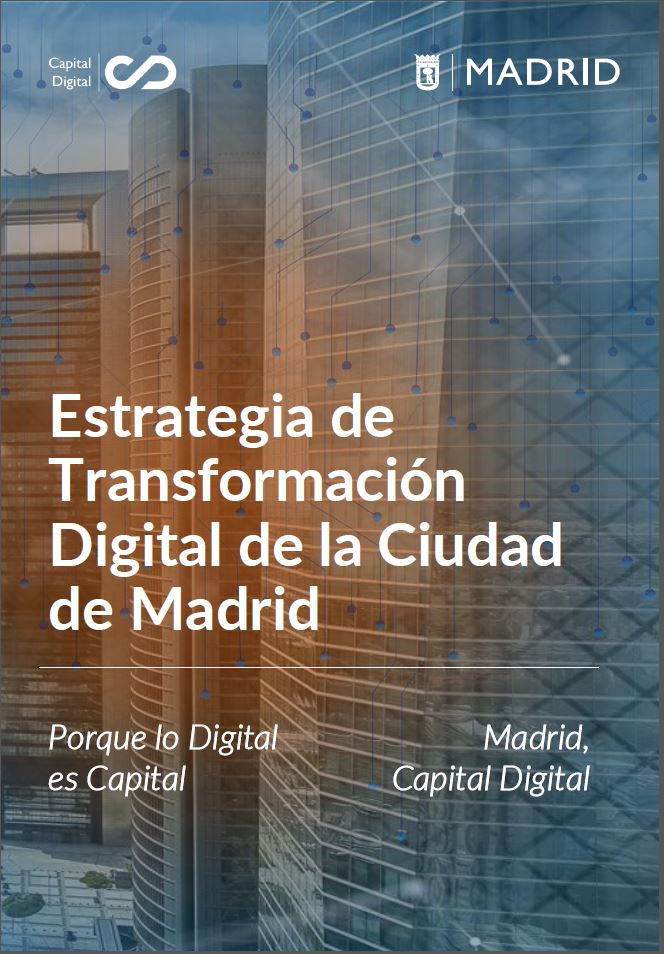 Capital
Digital
MADRID
Estrategia de
Transformación
Digital de la Ciudad
de Madrid
Porque lo Digital
es Capital
Madrid,
Capital Digital